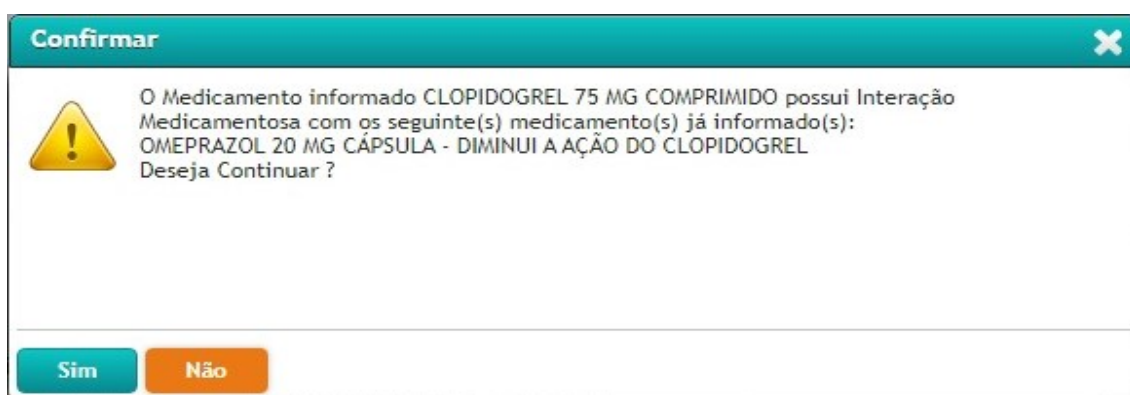 Confirmar
O Medicamento informado CLOPIDOGREL 75 MG COMPRIMIDO possui Interação
Medicamentosa com os seguinte(s) medicamento(s) já informado(s):
OMEPRAZOL 20 MG CÁPSULA - DIMINUI A AÇÃO DO CLOPIDOGREL
Deseja Continuar ?
Sim
Não